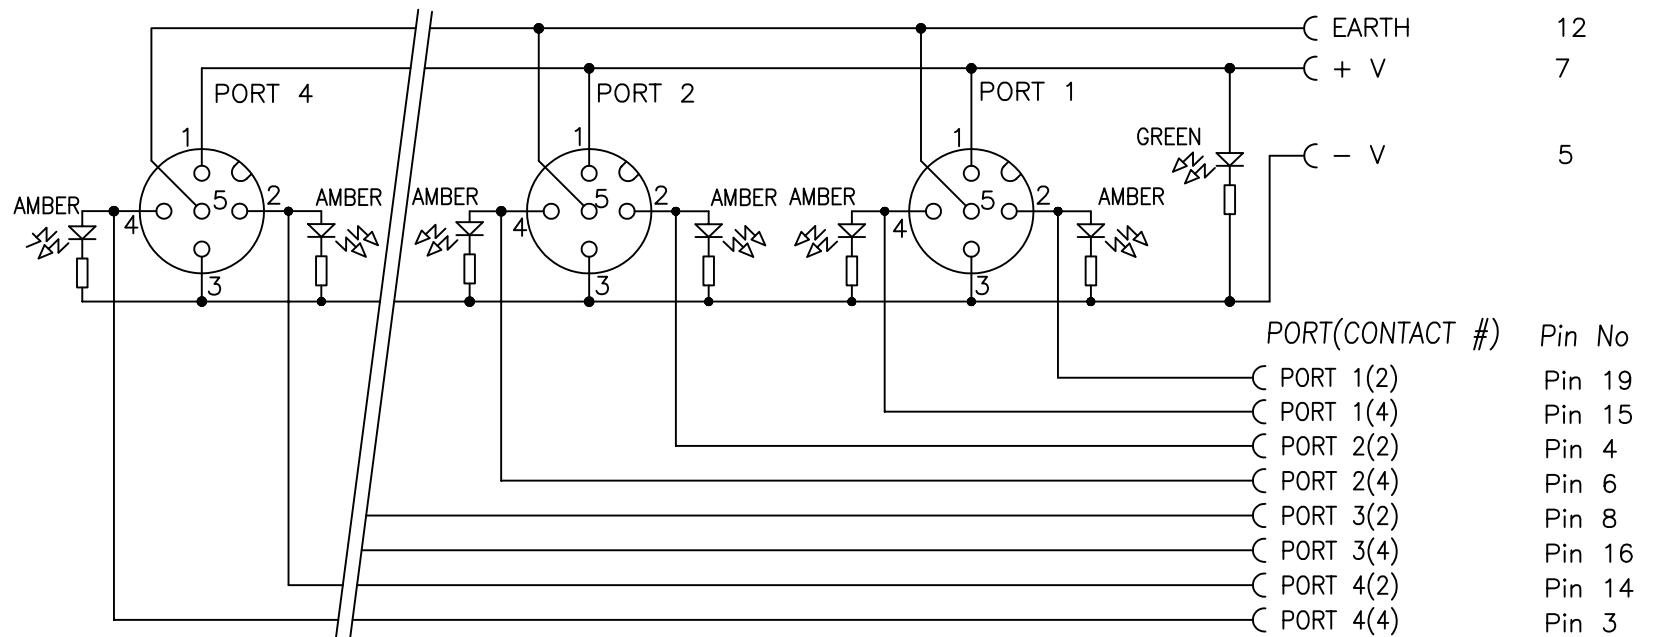 EARTH 12
+ V 7
PORT 4 PORT 2 PORT 1
1 1 1 GREEN
- V 5
AMBER 4 5 2 AMBER AMBER 4 5 2 AMBER AMBER 4 5 2 AMBER
3 3 3
PORT(CONTACT #) Pin No
PORT 1(2) Pin 19
PORT 1(4) Pin 15
PORT 2(2) Pin 4
PORT 2(4) Pin 6
PORT 3(2) Pin 8
PORT 3(4) Pin 16
PORT 4(2) Pin 14
PORT 4(4) Pin 3